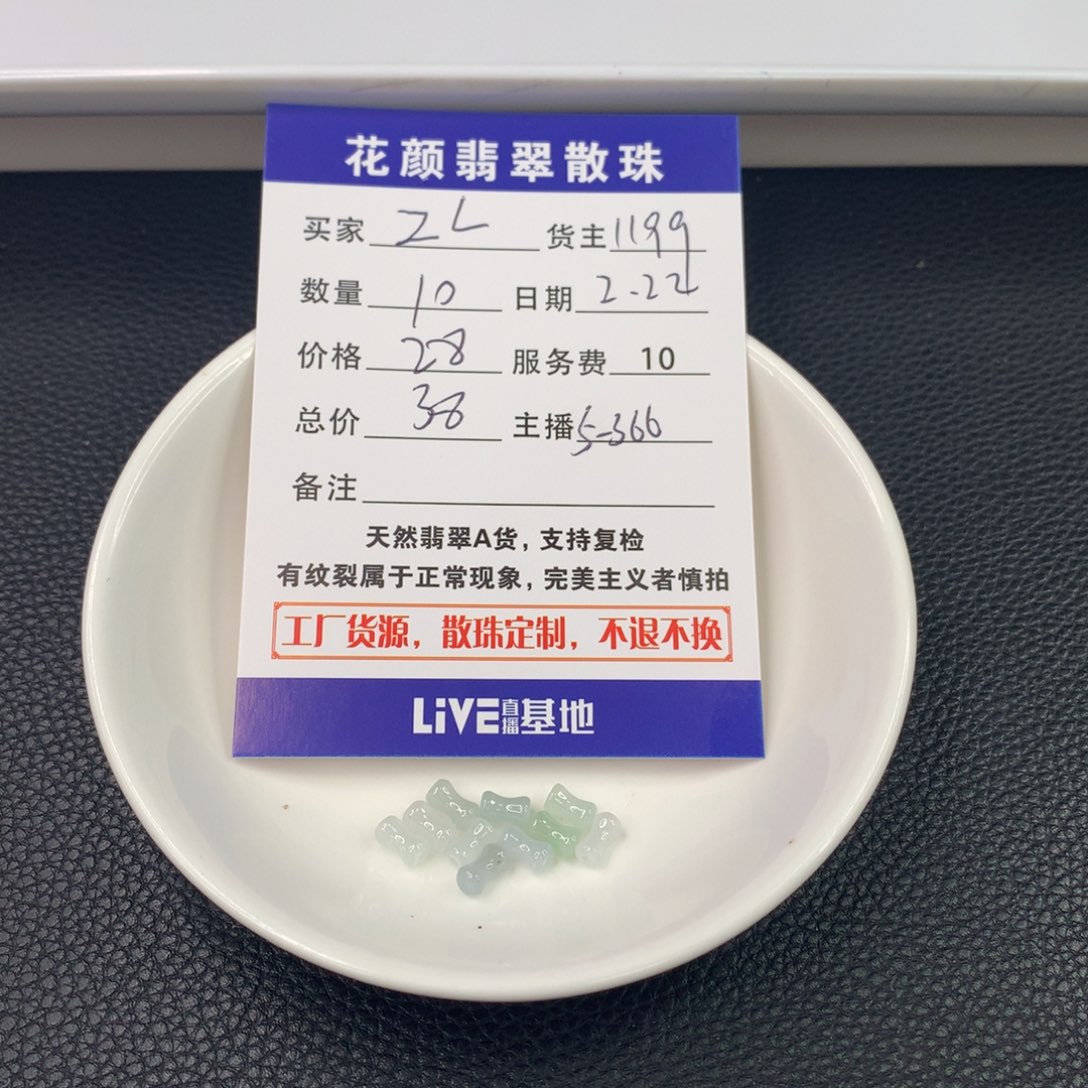 花颜翡翠散珠
买家 ZL 货主 1199
数量 10 日期 2.22
价格 28 服务费 10
总价 38 主播 5-366
备注
天然翡翠A货，支持复检
有纹裂属于正常现象，完美主义者慎拍
工厂货源，散珠定制，不退不换
LiVE直播基地